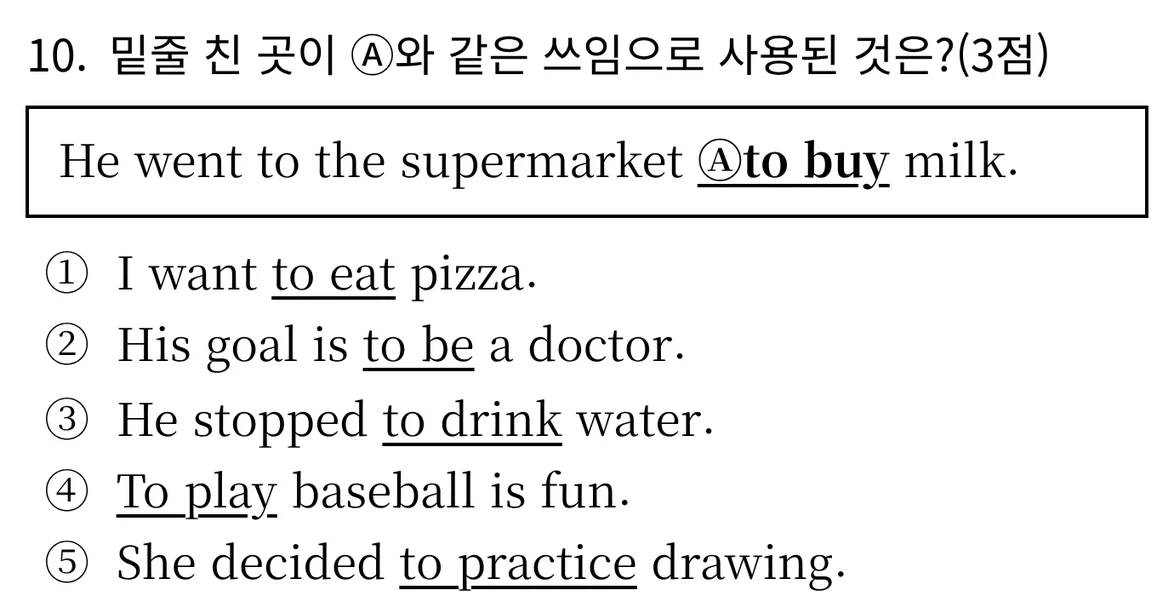 10. 밑줄 친 곳이 Ⓐ와 같은 쓰임으로 사용된 것은?(3점)
He went to the supermarket Ⓐto buy milk.
① I want to eat pizza.
② His goal is to be a doctor.
③ He stopped to drink water.
④ To play baseball is fun.
⑤ She decided to practice drawing.